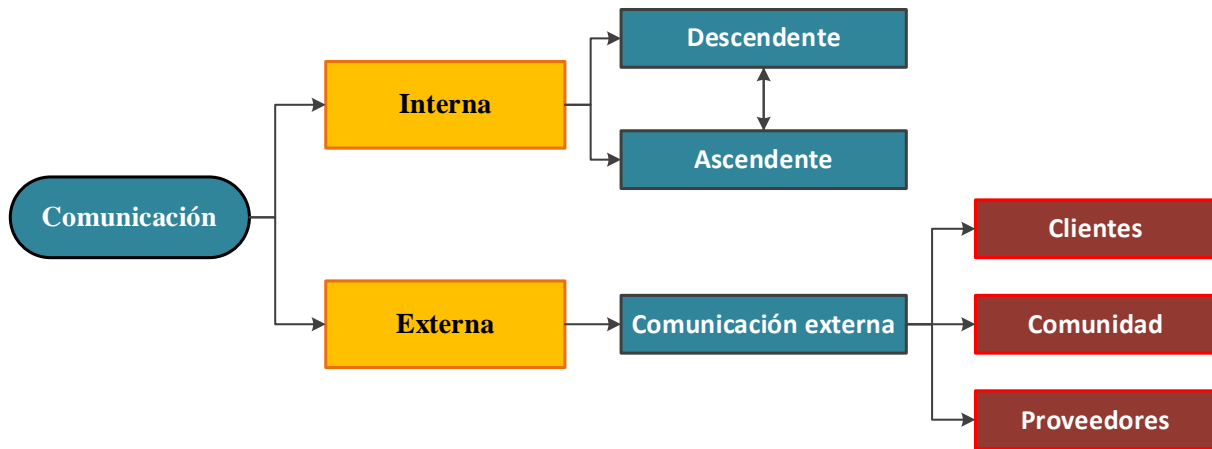 Descendente
Interna
Ascendente
Comunicación
Clientes
Externa
Comunicación externa
Comunidad
Proveedores